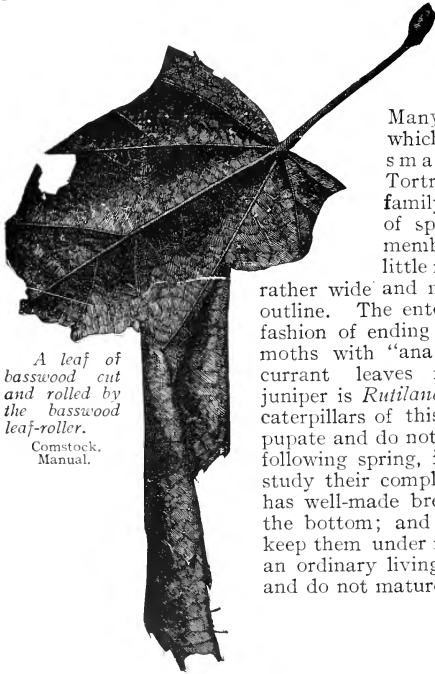 Many
which
sma
Tortr
family
of sp
memb
little
rather wide and
outline. The ente
fashion of ending
moths with "ana
currant leaves
juniper is Rutilan
caterpillars of this
pupate and do not
following spring, i
study their compl
has well-made bre
the bottom; and
keep them under
an ordinary living
and do not mature
A leaf of
basswood cut
and rolled by
the basswood
leaf-roller.
Comstock,
Manual.